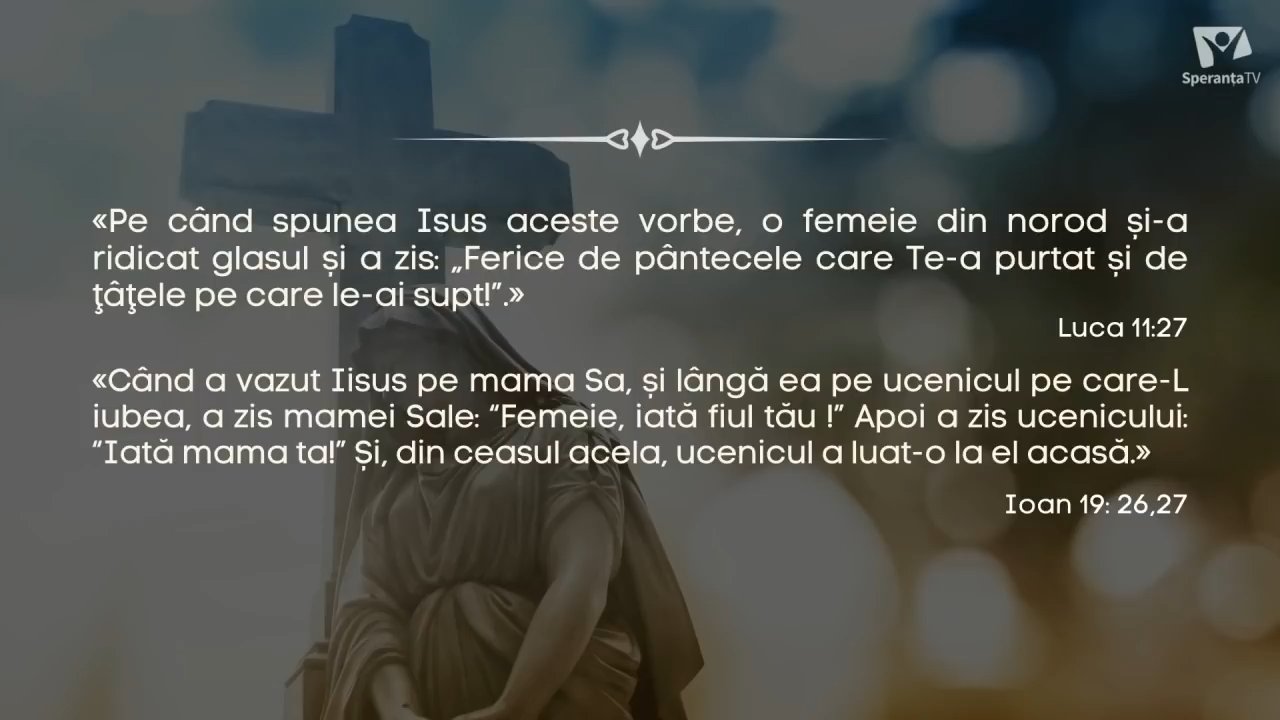 SperanțaTV
«Pe când spunea Isus aceste vorbe, o femeie din norod și-a
ridicat glasul și a zis: „Ferice de pântecele care Te-a purtat și de
ţâţele pe care le-ai supt!”.»
Luca 11:27
«Când a vazut Iisus pe mama Sa, și lângă ea pe ucenicul pe care-L
iubea, a zis mamei Sale: “Femeie, iată fiul tău !” Apoi a zis ucenicului:
“Iată mama ta!” Și, din ceasul acela, ucenicul a luat-o la el acasă.»
Ioan 19: 26,27